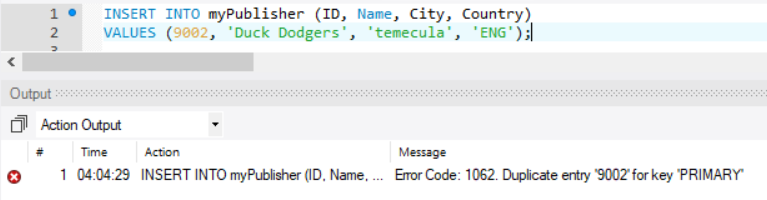 1 INSERT INTO myPublisher (ID, Name, City, Country)
2 VALUES (9002, 'Duck Dodgers', 'temecula', 'ENG');
Output
Action Output
# Time Action Message
1 04:04:29 INSERT INTO myPublisher (ID, Name, ... Error Code: 1062. Duplicate entry '9002' for key 'PRIMARY'